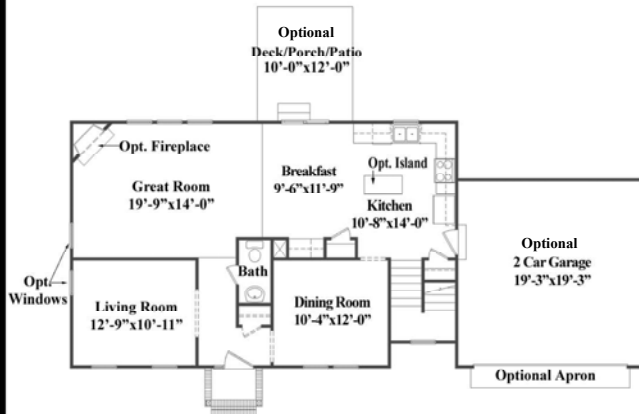 Optional
Deck/Porch/Patio
10’-0”x12’-0”
Opt. Fireplace
Great Room
19’-9”x14’-0”
Breakfast
9’-6”x11’-9”
Opt. Island
Kitchen
10’-8”x14’-0”
Optional
2 Car Garage
19’-3”x19’-3”
Opt.
Windows
Bath
Living Room
12’-9”x10’-11”
Dining Room
10’-4”x12’-0”
Optional Apron